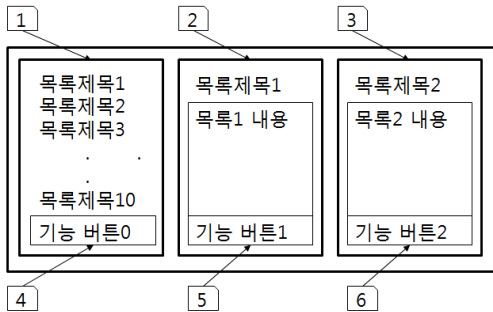 1
2
3
목록제목1
목록제목2
목록제목3
. .
.
목록제목10
기능 버튼0
목록제목1
목록1 내용
기능 버튼1
목록제목2
목록2 내용
기능 버튼2
4
5
6